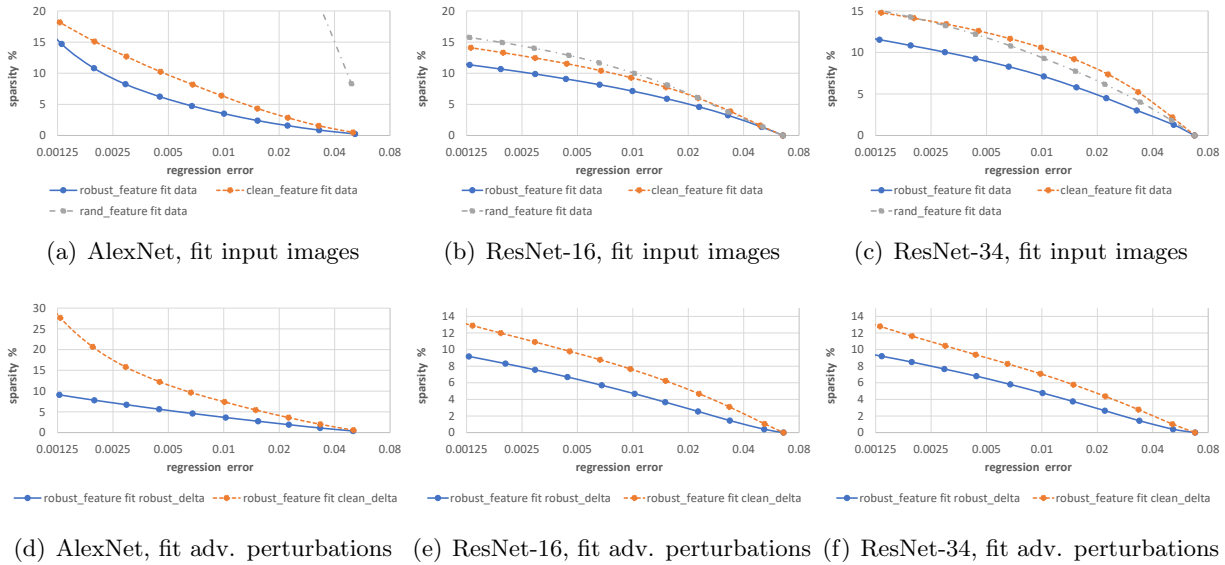 20
15
10
5
0
sparsity %
0.00125 0.0025 0.005 0.01 0.02 0.04 0.08
regression error
robust_feature fit data clean_feature fit data
rand_feature fit data
(a) AlexNet, fit input images
20
15
10
5
0
sparsity %
0.00125 0.0025 0.005 0.01 0.02 0.04 0.08
regression error
robust_feature fit data clean_feature fit data
rand_feature fit data
(b) ResNet-16, fit input images
15
10
5
0
sparsity %
0.00125 0.0025 0.005 0.01 0.02 0.04 0.08
regression error
robust_feature fit data clean_feature fit data
rand_feature fit data
(c) ResNet-34, fit input images
30
25
20
15
10
5
0
sparsity %
0.00125 0.0025 0.005 0.01 0.02 0.04 0.08
regression error
robust_feature fit robust_delta robust_feature fit clean_delta
(d) AlexNet, fit adv. perturbations
14
12
10
8
6
4
2
0
sparsity %
0.00125 0.0025 0.005 0.01 0.02 0.04 0.08
regression error
robust_feature fit robust_delta robust_feature fit clean_delta
(e) ResNet-16, fit adv. perturbations
14
12
10
8
6
4
2
0
sparsity %
0.00125 0.0025 0.005 0.01 0.02 0.04 0.08
regression error
robust_feature fit robust_delta robust_feature fit clean_delta
(f) ResNet-34, fit adv. perturbations